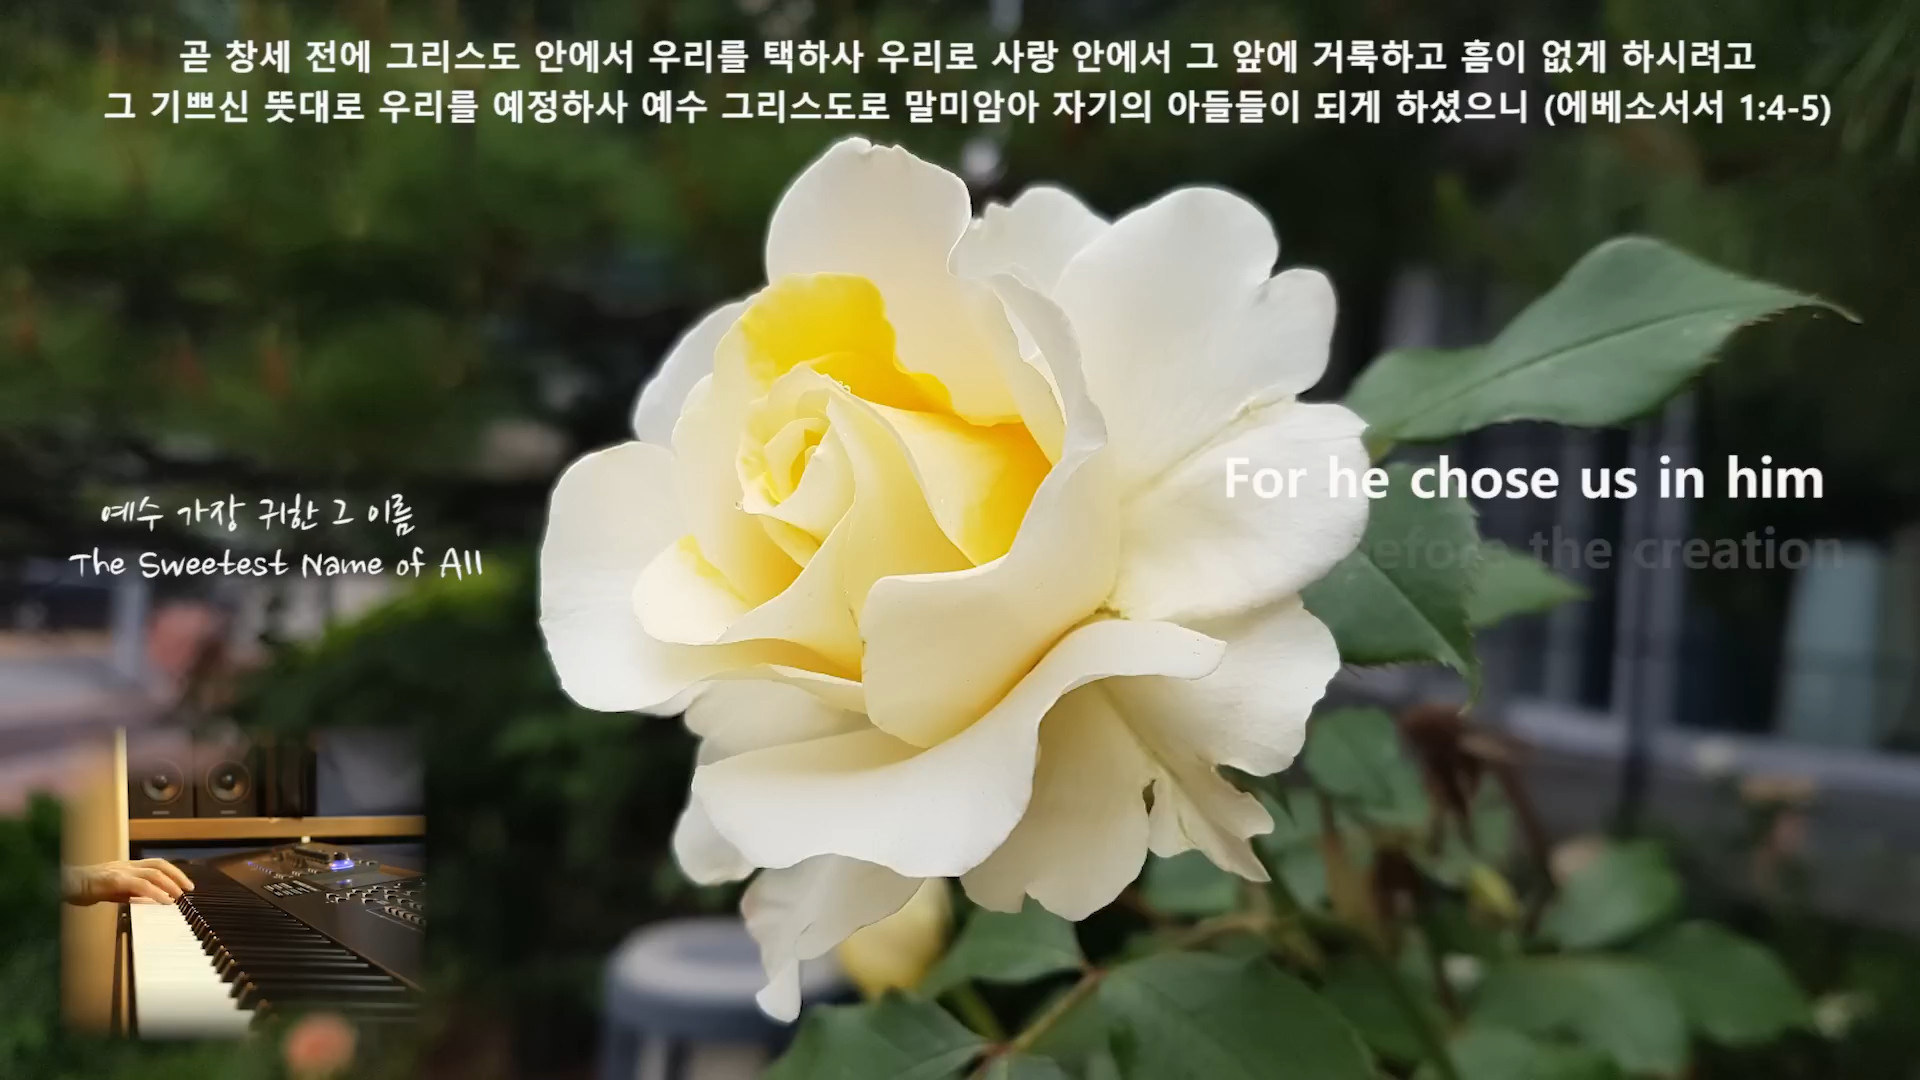 곧 창세 전에 그리스도 안에서 우리를 택하사 우리로 사랑 안에서 그 앞에 거룩하고 흠이 없게 하시려고
그 기쁘신 뜻대로 우리를 예정하사 예수 그리스도로 말미암아 자기의 아들들이 되게 하셨으니 (에베소서서 1:4-5)
For he chose us in him
before the creation
예수 가장 귀한 그 이름
The Sweetest Name of All